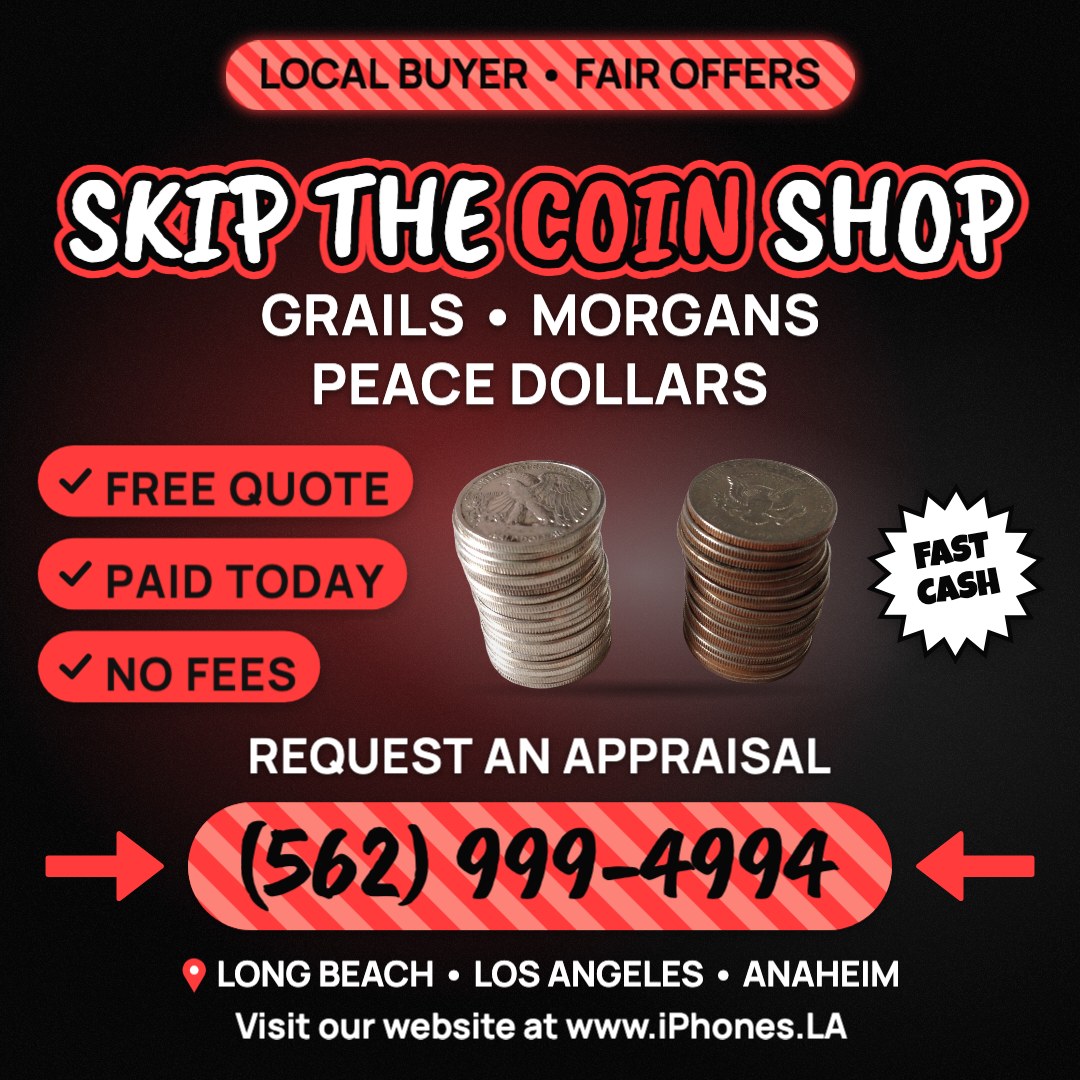 LOCAL BUYER • FAIR OFFERS
SKIP THE COIN SHOP
GRAILS • MORGANS
PEACE DOLLARS
✓ FREE QUOTE
✓ PAID TODAY
✓ NO FEES
FAST
CASH
REQUEST AN APPRAISAL
(562) 999-4994
LONG BEACH • LOS ANGELES • ANAHEIM
Visit our website at www.iPhones.LA